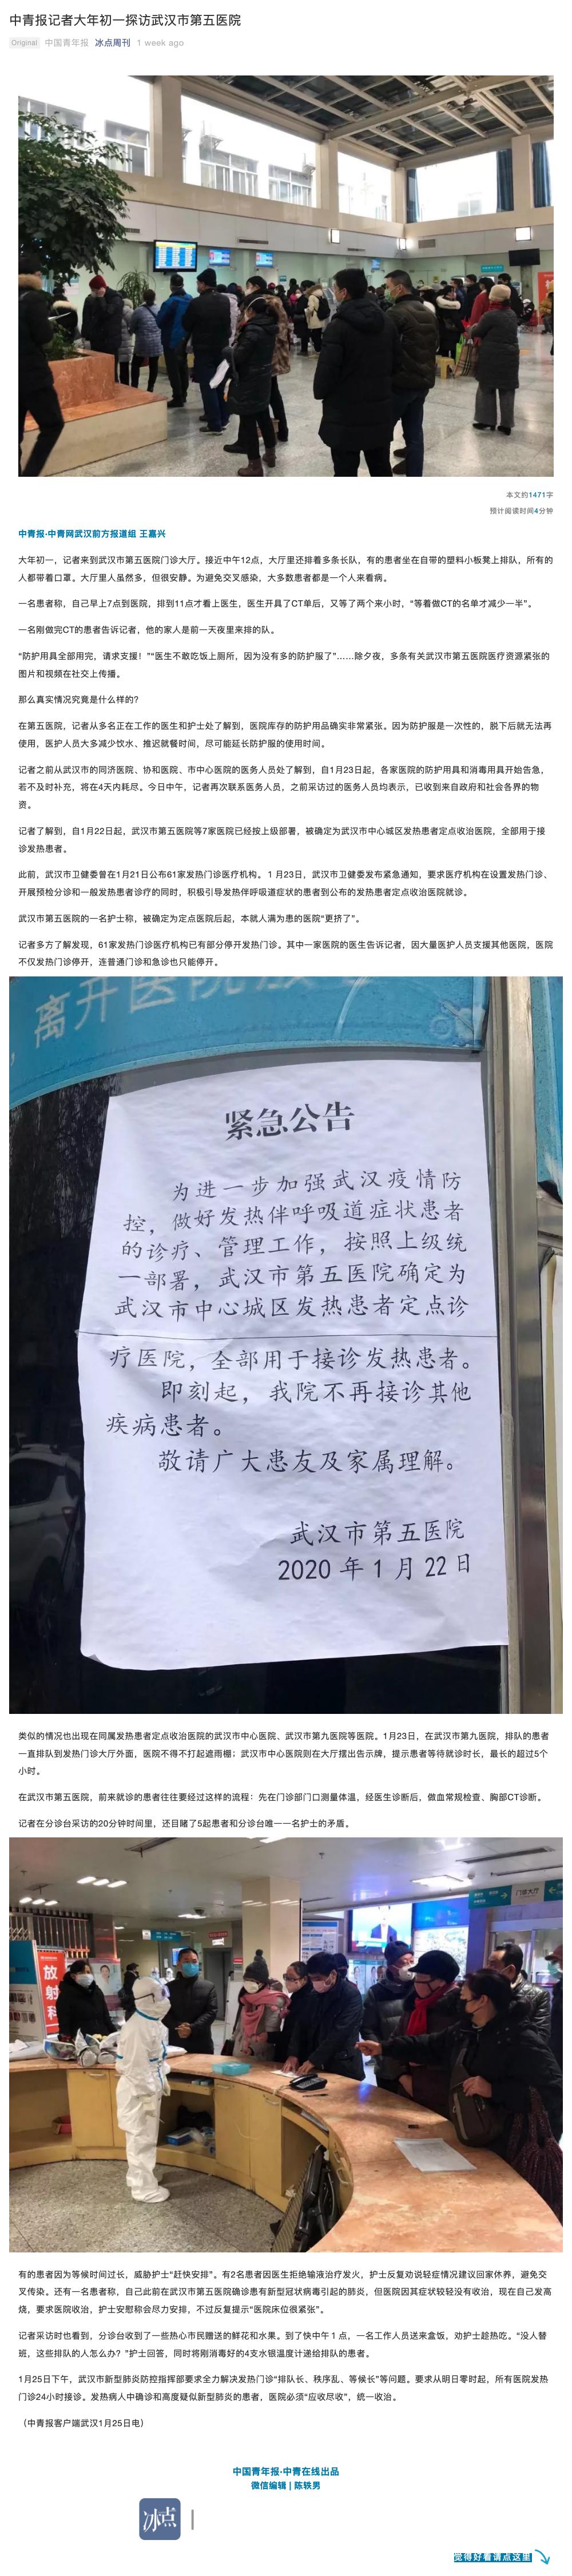 中青报记者大年初一探访武汉市第五医院
Original 中国青年报 冰点周刊 1 week ago
本文约1471字
预计阅读时间4分钟
中青报·中青网武汉前方报道组 王嘉兴
大年初一，记者来到武汉市第五医院门诊大厅。接近中午12点，大厅里还排着多条长队，有的患者坐在自带的塑料小板凳上排队，所有的
人都带着口罩。大厅里人虽然多，但很安静。为避免交叉感染，大多数患者都是一个人来看病。
一名患者称，自己早上7点到医院，排到11点才看上医生，医生开具了CT单后，又等了两个来小时，“等着做CT的名单才减少一半”。
一名刚做完CT的患者告诉记者，他的家人是前一天夜里来排的队。
“防护用具全部用完，请求支援！”“医生不敢吃饭上厕所，因为没有多的防护服了”……除夕夜，多条有关武汉市第五医院医疗资源紧张的
图片和视频在社交上传播。
那么真实情况究竟是什么样的?
在第五医院，记者从多名正在工作的医生和护士处了解到，医院库存的防护用品确实非常紧张。因为防护服是一次性的，脱下后就无法再
使用，医护人员大多减少饮水、推迟就餐时间，尽可能延长防护服的使用时间。
记者之前从武汉市的同济医院、协和医院、市中心医院的医务人员处了解到，自1月23日起，各家医院的防护用具和消毒用具开始告急，
若不及时补充，将在4天内耗尽。今日中午，记者再次联系医务人员，之前采访过的医务人员均表示，已收到来自政府和社会各界的物
资。
记者了解到，自1月22日起，武汉市第五医院等7家医院已经按上级部署，被确定为武汉市中心城区发热患者定点收治医院，全部用于接
诊发热患者。
此前，武汉市卫健委曾在1月21日公布61家发热门诊医疗机构。1 月23日，武汉市卫健委发布紧急通知，要求医疗机构在设置发热门诊、
开展预检分诊和一般发热患者诊疗的同时，积极引导发热伴呼吸道症状的患者到公布的发热患者定点收治医院就诊。
武汉市第五医院的一名护士称，被确定为定点医院后起，本就人满为患的医院“更挤了”。
记者多方了解发现，61家发热门诊医疗机构已有部分停开发热门诊。其中一家医院的医生告诉记者，因大量医护人员支援其他医院，医院
不仅发热门诊停开，连普通门诊和急诊也只能停开。
离开医院
紧急公告
为进一步加强武汉疫情防
控，做好发热伴呼吸道症状患者
的诊疗、管理工作，按照上级统
一部署，武汉市第五医院确定为
武汉市中心城区发热患者定点诊
疗医院，全部用于接诊发热患者。
即刻起，我院不再接诊其他
疾病患者。
敬请广大患友及家属理解。
武汉市第五医院
2020 年 1 月 22 日
类似的情况也出现在同属发热患者定点收治医院的武汉市中心医院、武汉市第九医院等医院。1月23日，在武汉市第九医院，排队的患者
一直排队到发热门诊大厅外面，医院不得不打起遮雨棚；武汉市中心医院则在大厅摆出告示牌，提示患者等待就诊时长，最长的超过5个
小时。
在武汉市第五医院，前来就诊的患者往往要经过这样的流程：先在门诊部门口测量体温，经医生诊断后，做血常规检查、胸部CT诊断。
记者在分诊台采访的20分钟时间里，还目睹了5起患者和分诊台唯一一名护士的矛盾。
放射科
门诊大厅
有的患者因为等候时间过长，威胁护士“赶快安排”。有2名患者因医生拒绝输液治疗发火，护士反复劝说轻症情况建议回家休养，避免交
叉传染。还有一名患者称，自己此前在武汉市第五医院确诊患有新型冠状病毒引起的肺炎，但医院因其症状较轻没有收治，现在自己发高
烧，要求医院收治，护士安慰称会尽力安排，不过反复提示“医院床位很紧张”。
记者采访时也看到，分诊台收到了一些热心市民赠送的鲜花和水果。到了快中午 1 点，一名工作人员送来盒饭，劝护士趁热吃。“没人替
班，这些排队的人怎么办？”护士回答，同时将刚消毒好的4支水银温度计递给排队的患者。
1月25日下午，武汉市新型肺炎防控指挥部要求全力解决发热门诊“排队长、秩序乱、等候长”等问题。要求从明日零时起，所有医院发热
门诊24小时接诊。发热病人中确诊和高度疑似新型肺炎的患者，医院必须“应收尽收”，统一收治。
（中青报客户端武汉1月25日电）
中国青年报·中青在线出品
微信编辑 | 陈轶男
冰点
觉得好看请点这里